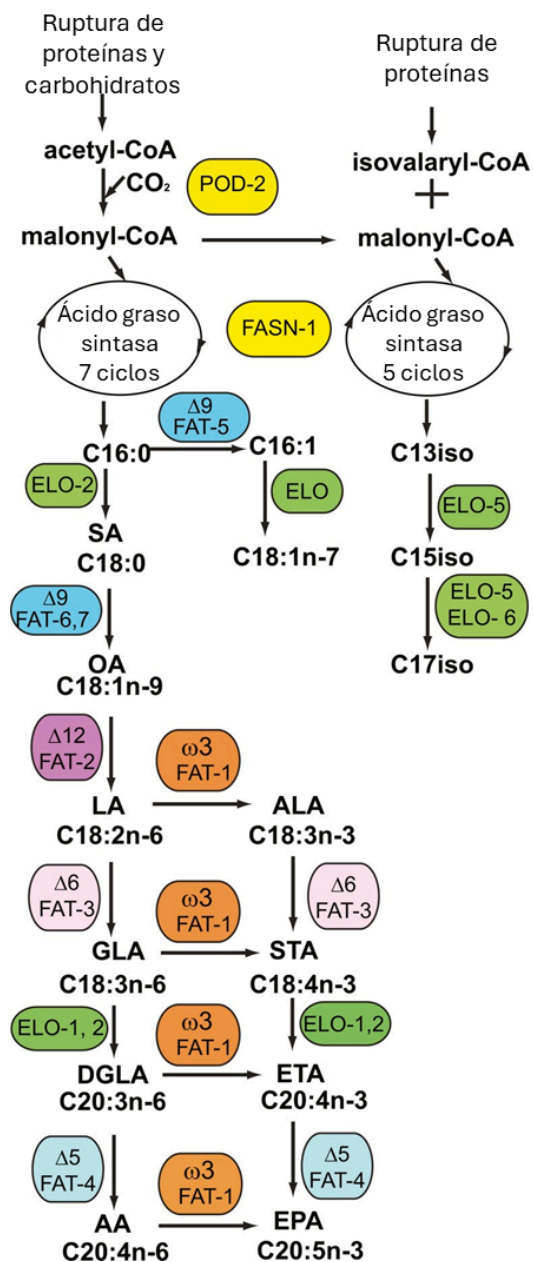 Ruptura de
proteínas y
carbohidratos
Ruptura de
proteínas
acetyl-CoA
CO₂
POD-2
isovalaryl-CoA
+
malonyl-CoA
malonyl-CoA
Ácido graso
sintasa
7 ciclos
FASN-1
Ácido graso
sintasa
5 ciclos
Δ9
FAT-5
C16:0
C16:1
C13iso
ELO-2
ELO
ELO-5
SA
C18:0
C18:1n-7
C15iso
Δ9
FAT-6,7
ELO-5
ELO- 6
OA
C18:1n-9
C17iso
Δ12
FAT-2
ω3
FAT-1
LA
C18:2n-6
ALA
C18:3n-3
Δ6
FAT-3
ω3
FAT-1
Δ6
FAT-3
GLA
C18:3n-6
STA
C18:4n-3
ELO-1, 2
ω3
FAT-1
ELO-1,2
DGLA
C20:3n-6
ETA
C20:4n-3
Δ5
FAT-4
ω3
FAT-1
Δ5
FAT-4
AA
C20:4n-6
EPA
C20:5n-3